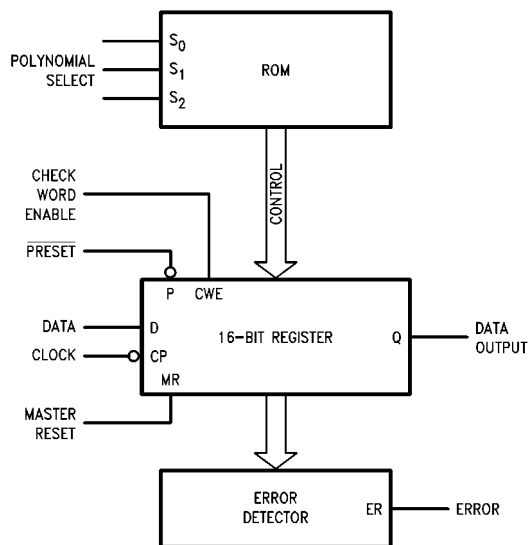 S0
POLYNOMIAL
SELECT
S1
ROM
S2
CONTROL
CHECK
WORD
ENABLE
PRESET
P CWE
DATA
D
16-BIT REGISTER
Q
DATA
OUTPUT
CLOCK
CP
MR
MASTER
RESET
ERROR
DETECTOR
ER
ERROR